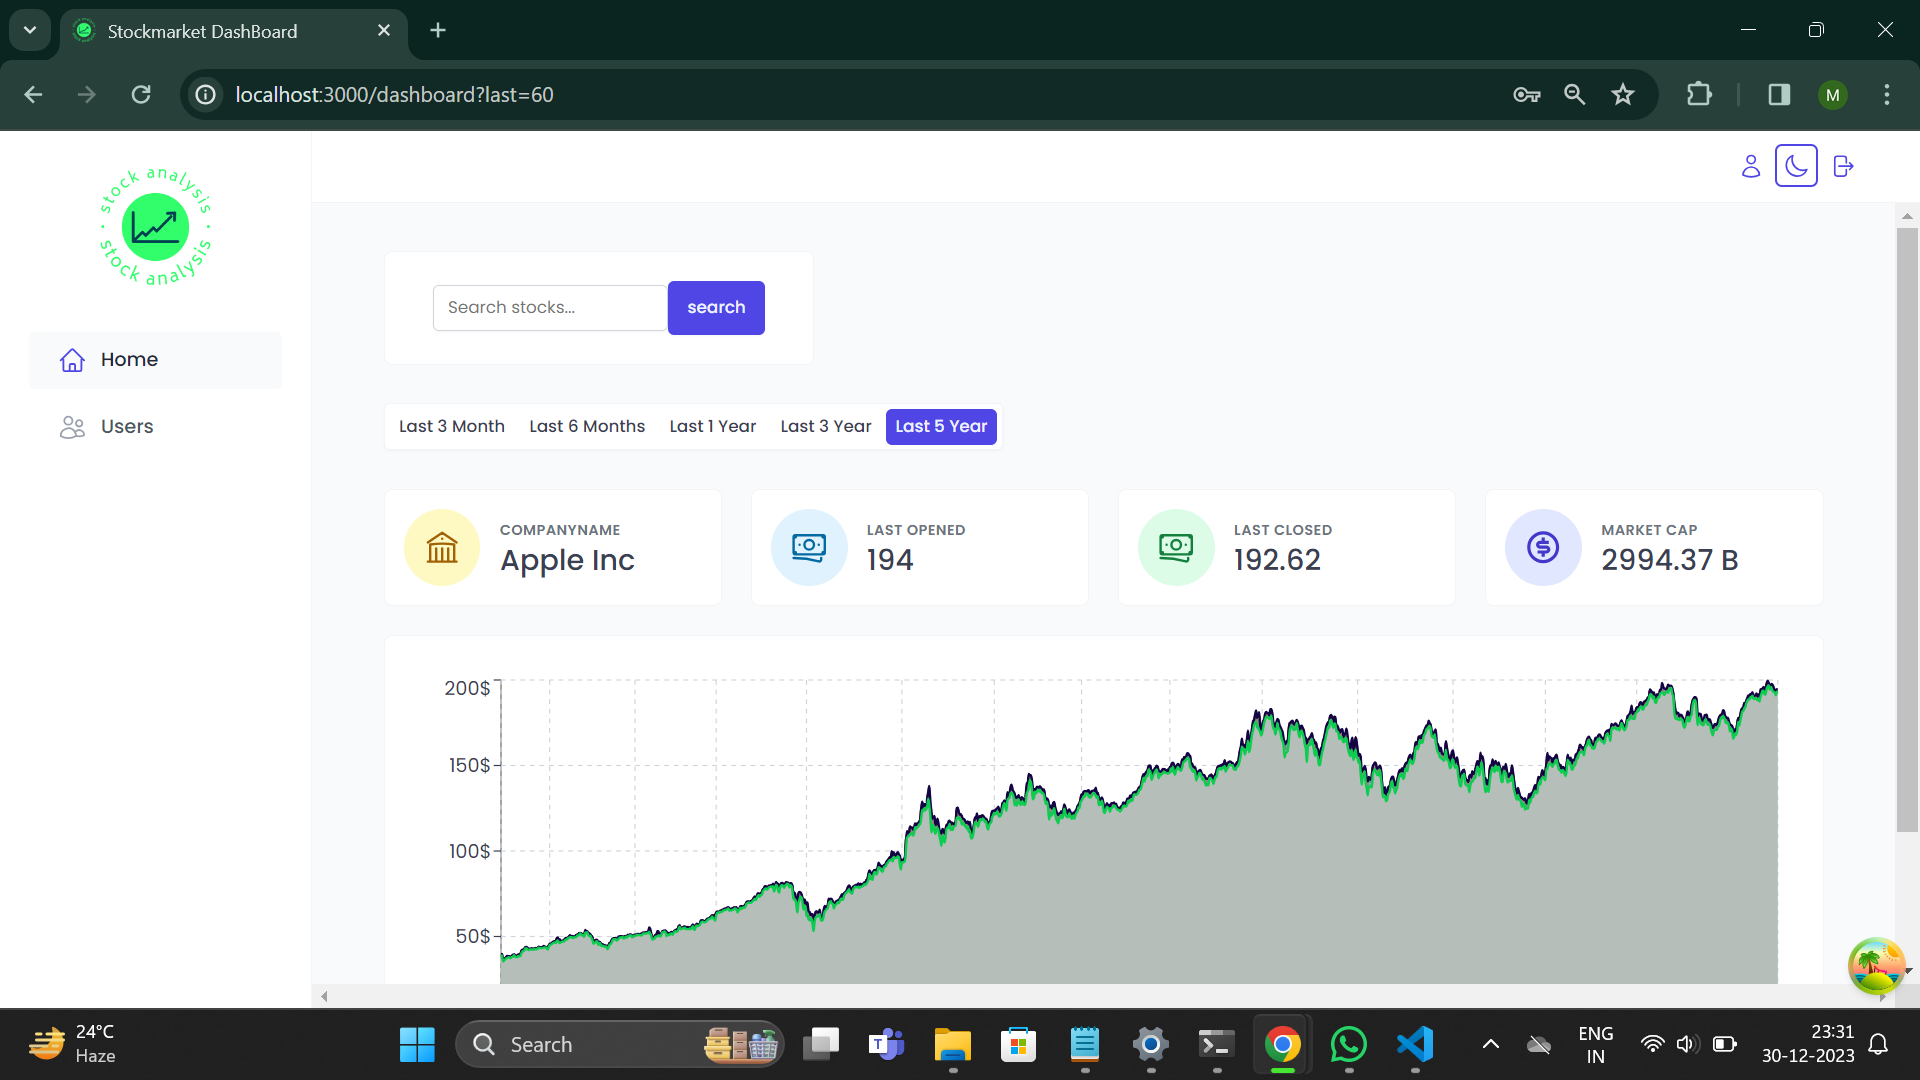 Stockmarket DashBoard
localhost:3000/dashboard?last=60
M
· stock analysis ·
stock analysis
Home
Users
Search stocks...
search
Last 3 Month Last 6 Months Last 1 Year Last 3 Year Last 5 Year
COMPANYNAME
Apple Inc
LAST OPENED
194
LAST CLOSED
192.62
MARKET CAP
2994.37 B
200$
150$
100$
50$
24°C
Haze
Search
T
ENG
IN
23:31
30-12-2023